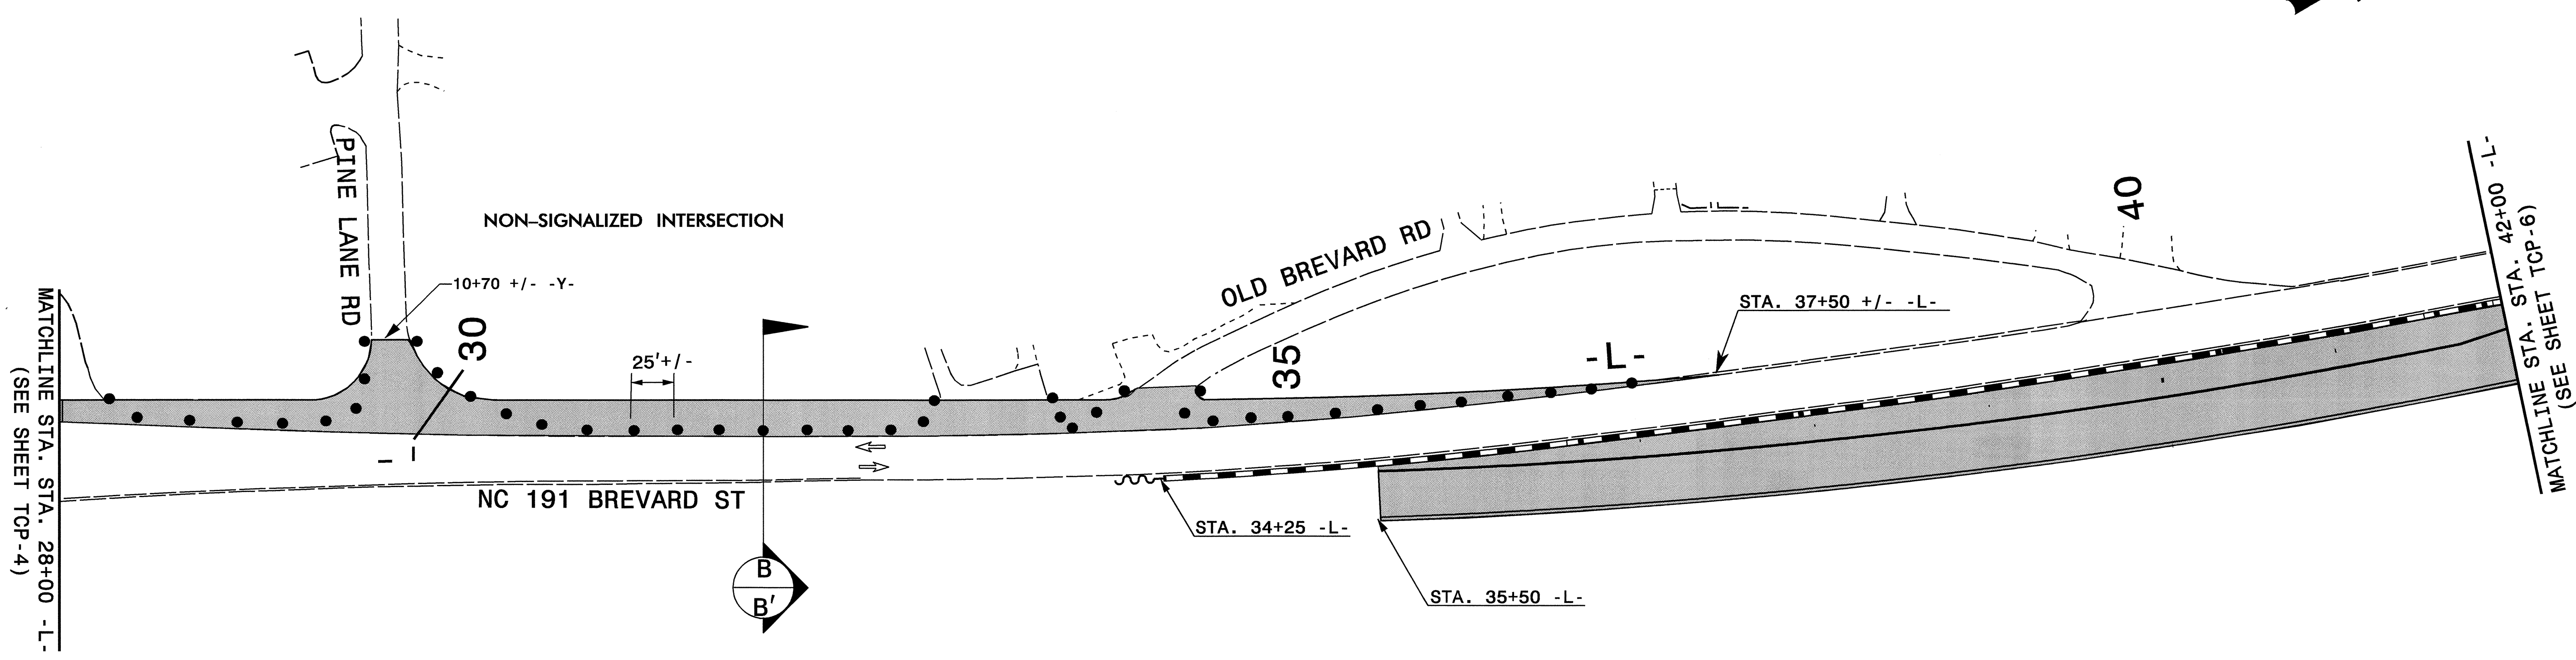 PINE LANE RD
NON-SIGNALIZED INTERSECTION
10+70 +/- -Y-
30
25'+/-
OLD BREVARD RD
35
-L-
STA. 37+50 +/- -L-
40
MATCHLINE STA. STA. 28+00 -L-
(SEE SHEET TCP-4)
NC 191 BREVARD ST
B
B'
STA. 34+25 -L-
STA. 35+50 -L-
MATCHLINE STA. STA. 42+00 -L-
(SEE SHEET TCP-6)